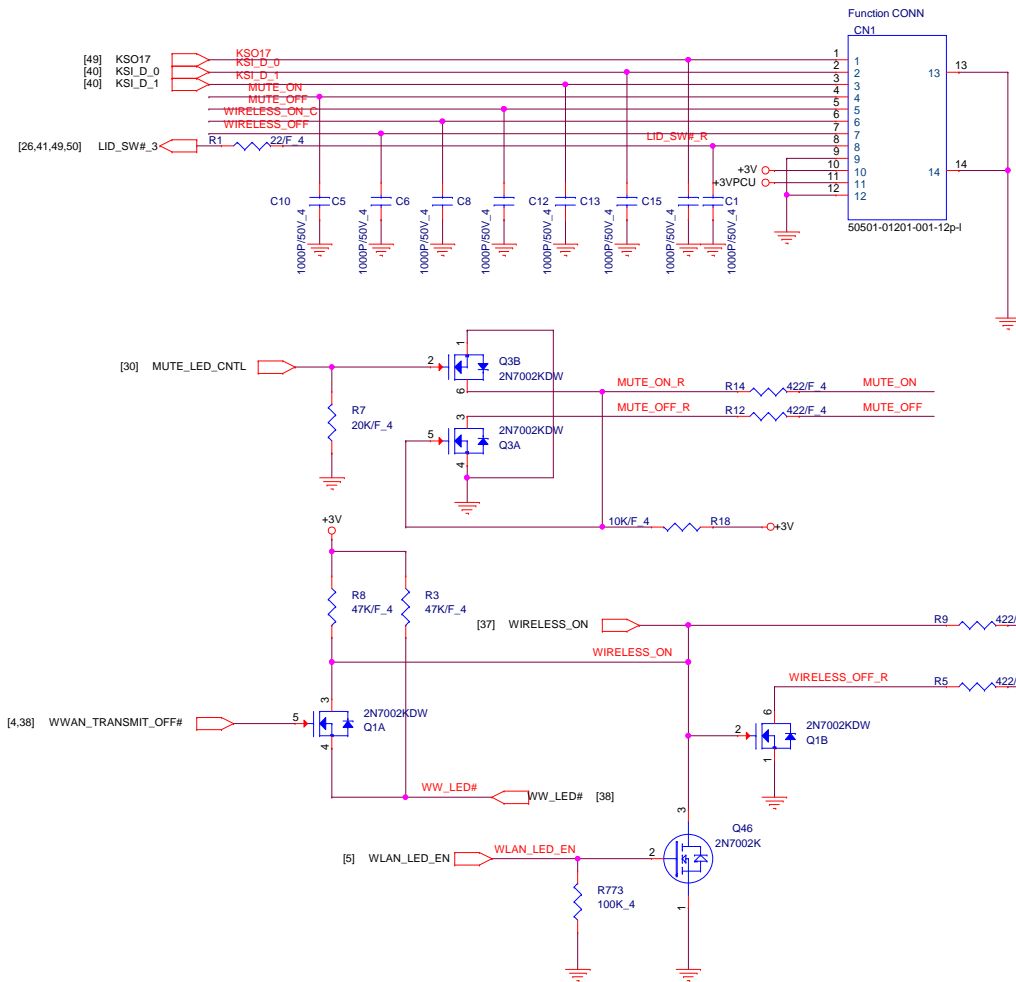 Function CONN
CN1
[49] KSO17 KSO17 1 1
[40] KSI_D_0 KSI_D_0 2 2 13 13
[40] KSI_D_1 KSI_D_1 3 3
MUTE_ON 4 4
MUTE_OFF 5 5
WIRELESS_ON_C 6 6
WIRELESS_OFF 7 7
[26,41,49,50] LID_SW#_3 R1 22/F_4 LID_SW#_R 8 8
9 9
+3V 10 10 14 14
+3VPCU 11 11
12 12
C10 C5 C6 C8 C12 C13 C15 C1
1000P/50V_4 1000P/50V_4 1000P/50V_4 1000P/50V_4 1000P/50V_4 1000P/50V_4 1000P/50V_4 1000P/50V_4
50501-01201-001-12p-l
[30] MUTE_LED_CNTL 2 1 6 Q3B
2N7002KDW
R7
20K/F_4
MUTE_ON_R R14 422/F_4 MUTE_ON
MUTE_OFF_R R12 422/F_4 MUTE_OFF
5 3 4 2N7002KDW
Q3A
10K/F_4 R18 +3V
+3V
R8
47K/F_4
R3
47K/F_4
[37] WIRELESS_ON R9 422/
WIRELESS_ON
WIRELESS_OFF_R R5 422/
[4,38] WWAN_TRANSMIT_OFF# 5 3 4 2N7002KDW
Q1A
2 6 1 2N7002KDW
Q1B
WW_LED# WW_LED# [38]
[5] WLAN_LED_EN WLAN_LED_EN 2 3 1 Q46
2N7002K
R773
100K_4